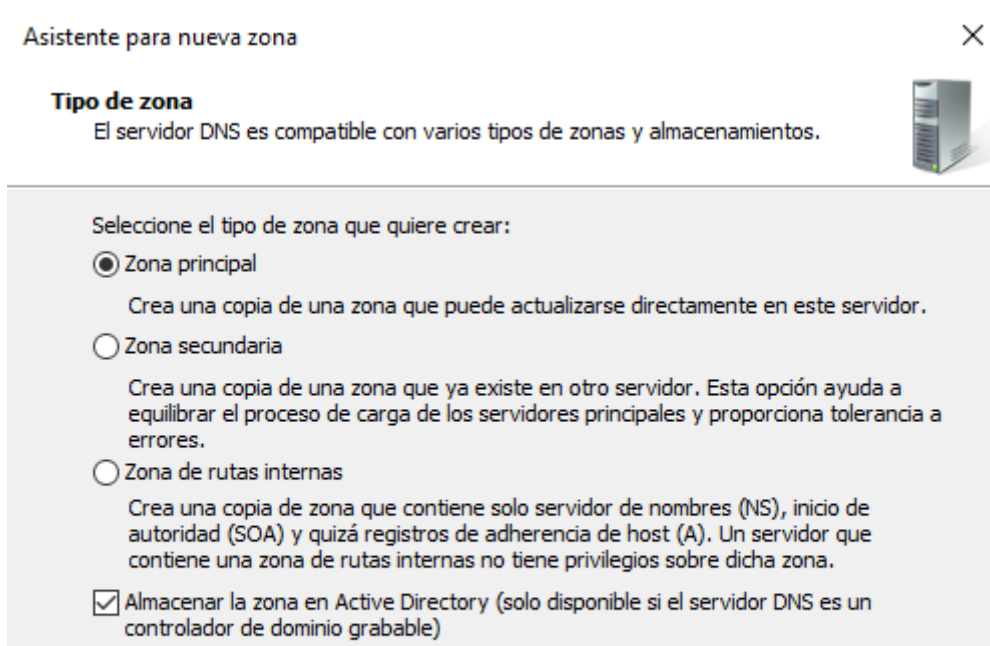 Asistente para nueva zona
Tipo de zona
El servidor DNS es compatible con varios tipos de zonas y almacenamientos.
Seleccione el tipo de zona que quiere crear:
Zona principal
Crea una copia de una zona que puede actualizarse directamente en este servidor.
Zona secundaria
Crea una copia de una zona que ya existe en otro servidor. Esta opción ayuda a
equilibrar el proceso de carga de los servidores principales y proporciona tolerancia a
errores.
Zona de rutas internas
Crea una copia de zona que contiene solo servidor de nombres (NS), inicio de
autoridad (SOA) y quizá registros de adherencia de host (A). Un servidor que
contiene una zona de rutas internas no tiene privilegios sobre dicha zona.
Almacenar la zona en Active Directory (solo disponible si el servidor DNS es un
controlador de dominio grabable)